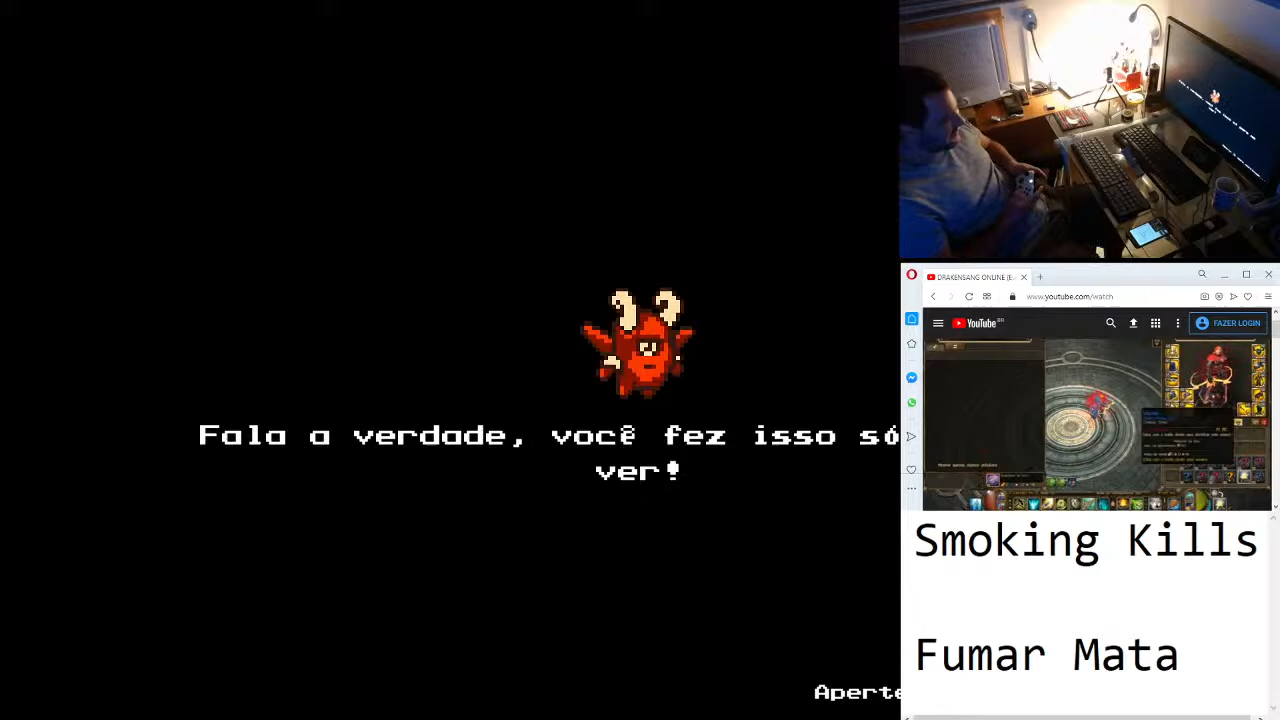 Fala a verdade, você fez isso só
ver!
Aperte
DRAKENSANG ONLINE [E
www.youtube.com/watch
YouTube BR
FAZER LOGIN
Smoking Kills
Fumar Mata